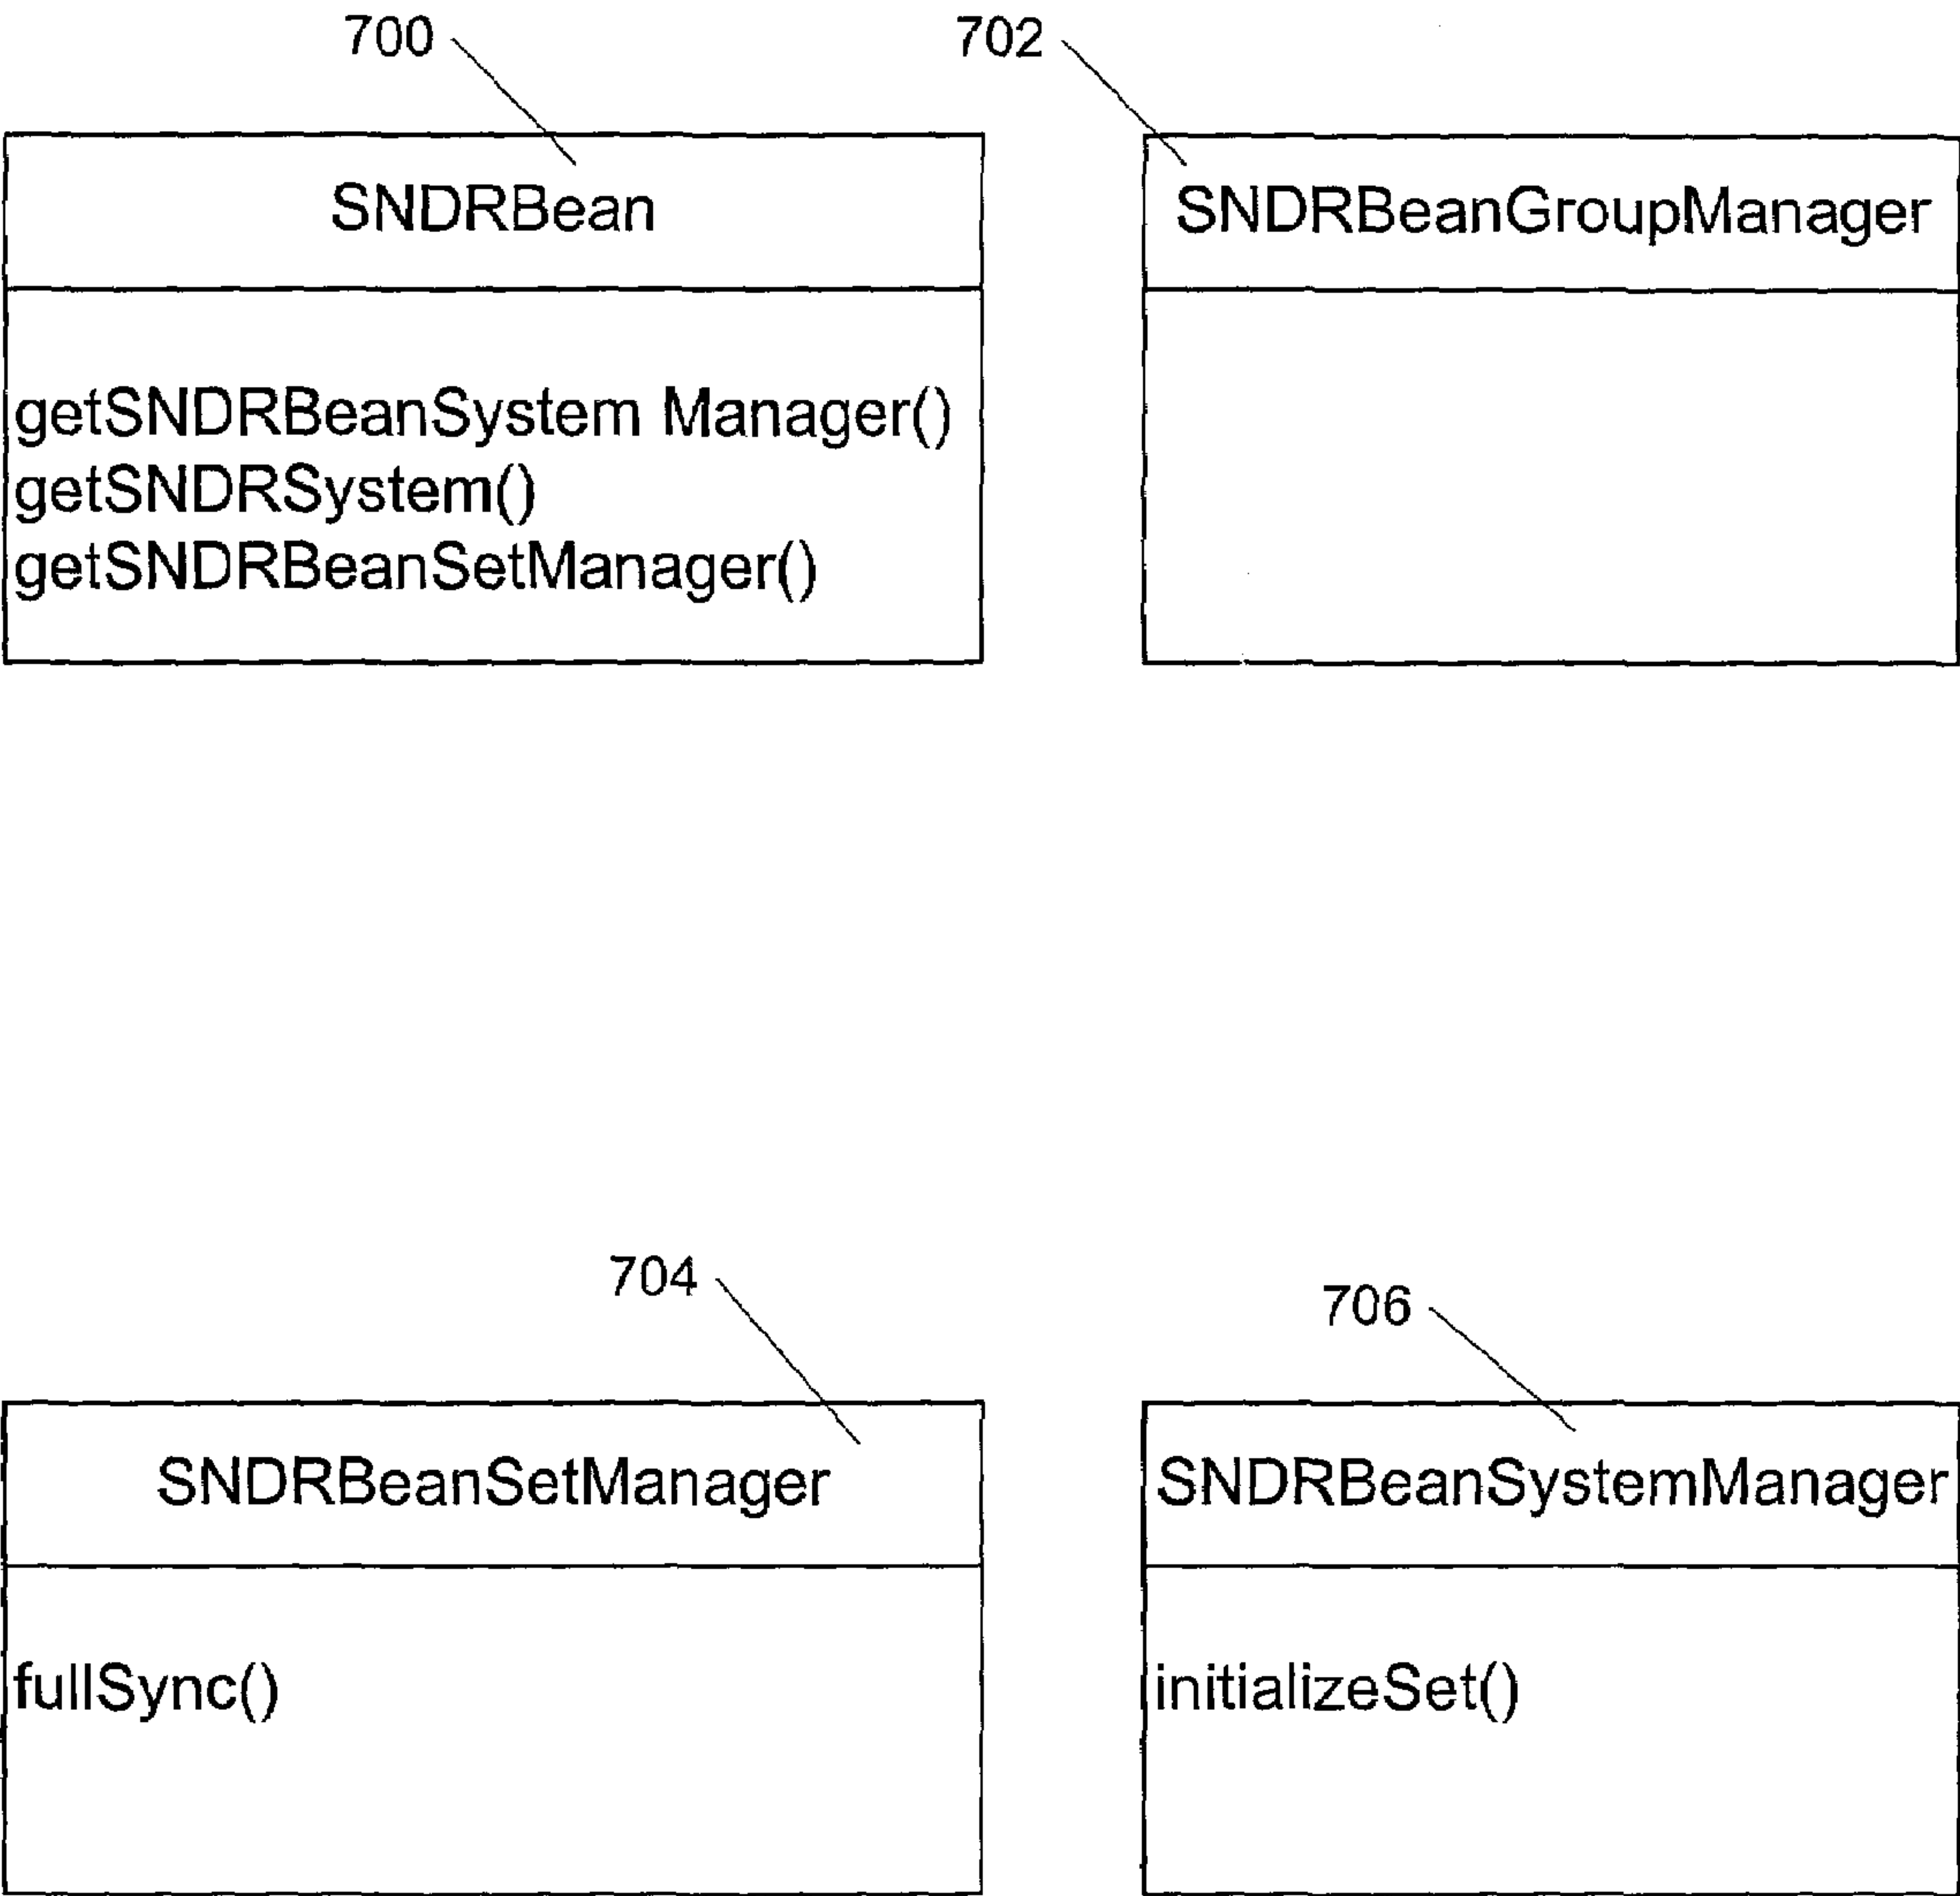 700
702
SNDRBean
SNDRBeanGroupManager
getSNDRBeanSystem Manager()
getSNDRSystem()
getSNDRBeanSetManager()
704
706
SNDRBeanSetManager
SNDRBeanSystemManager
fullSync()
initializeSet()